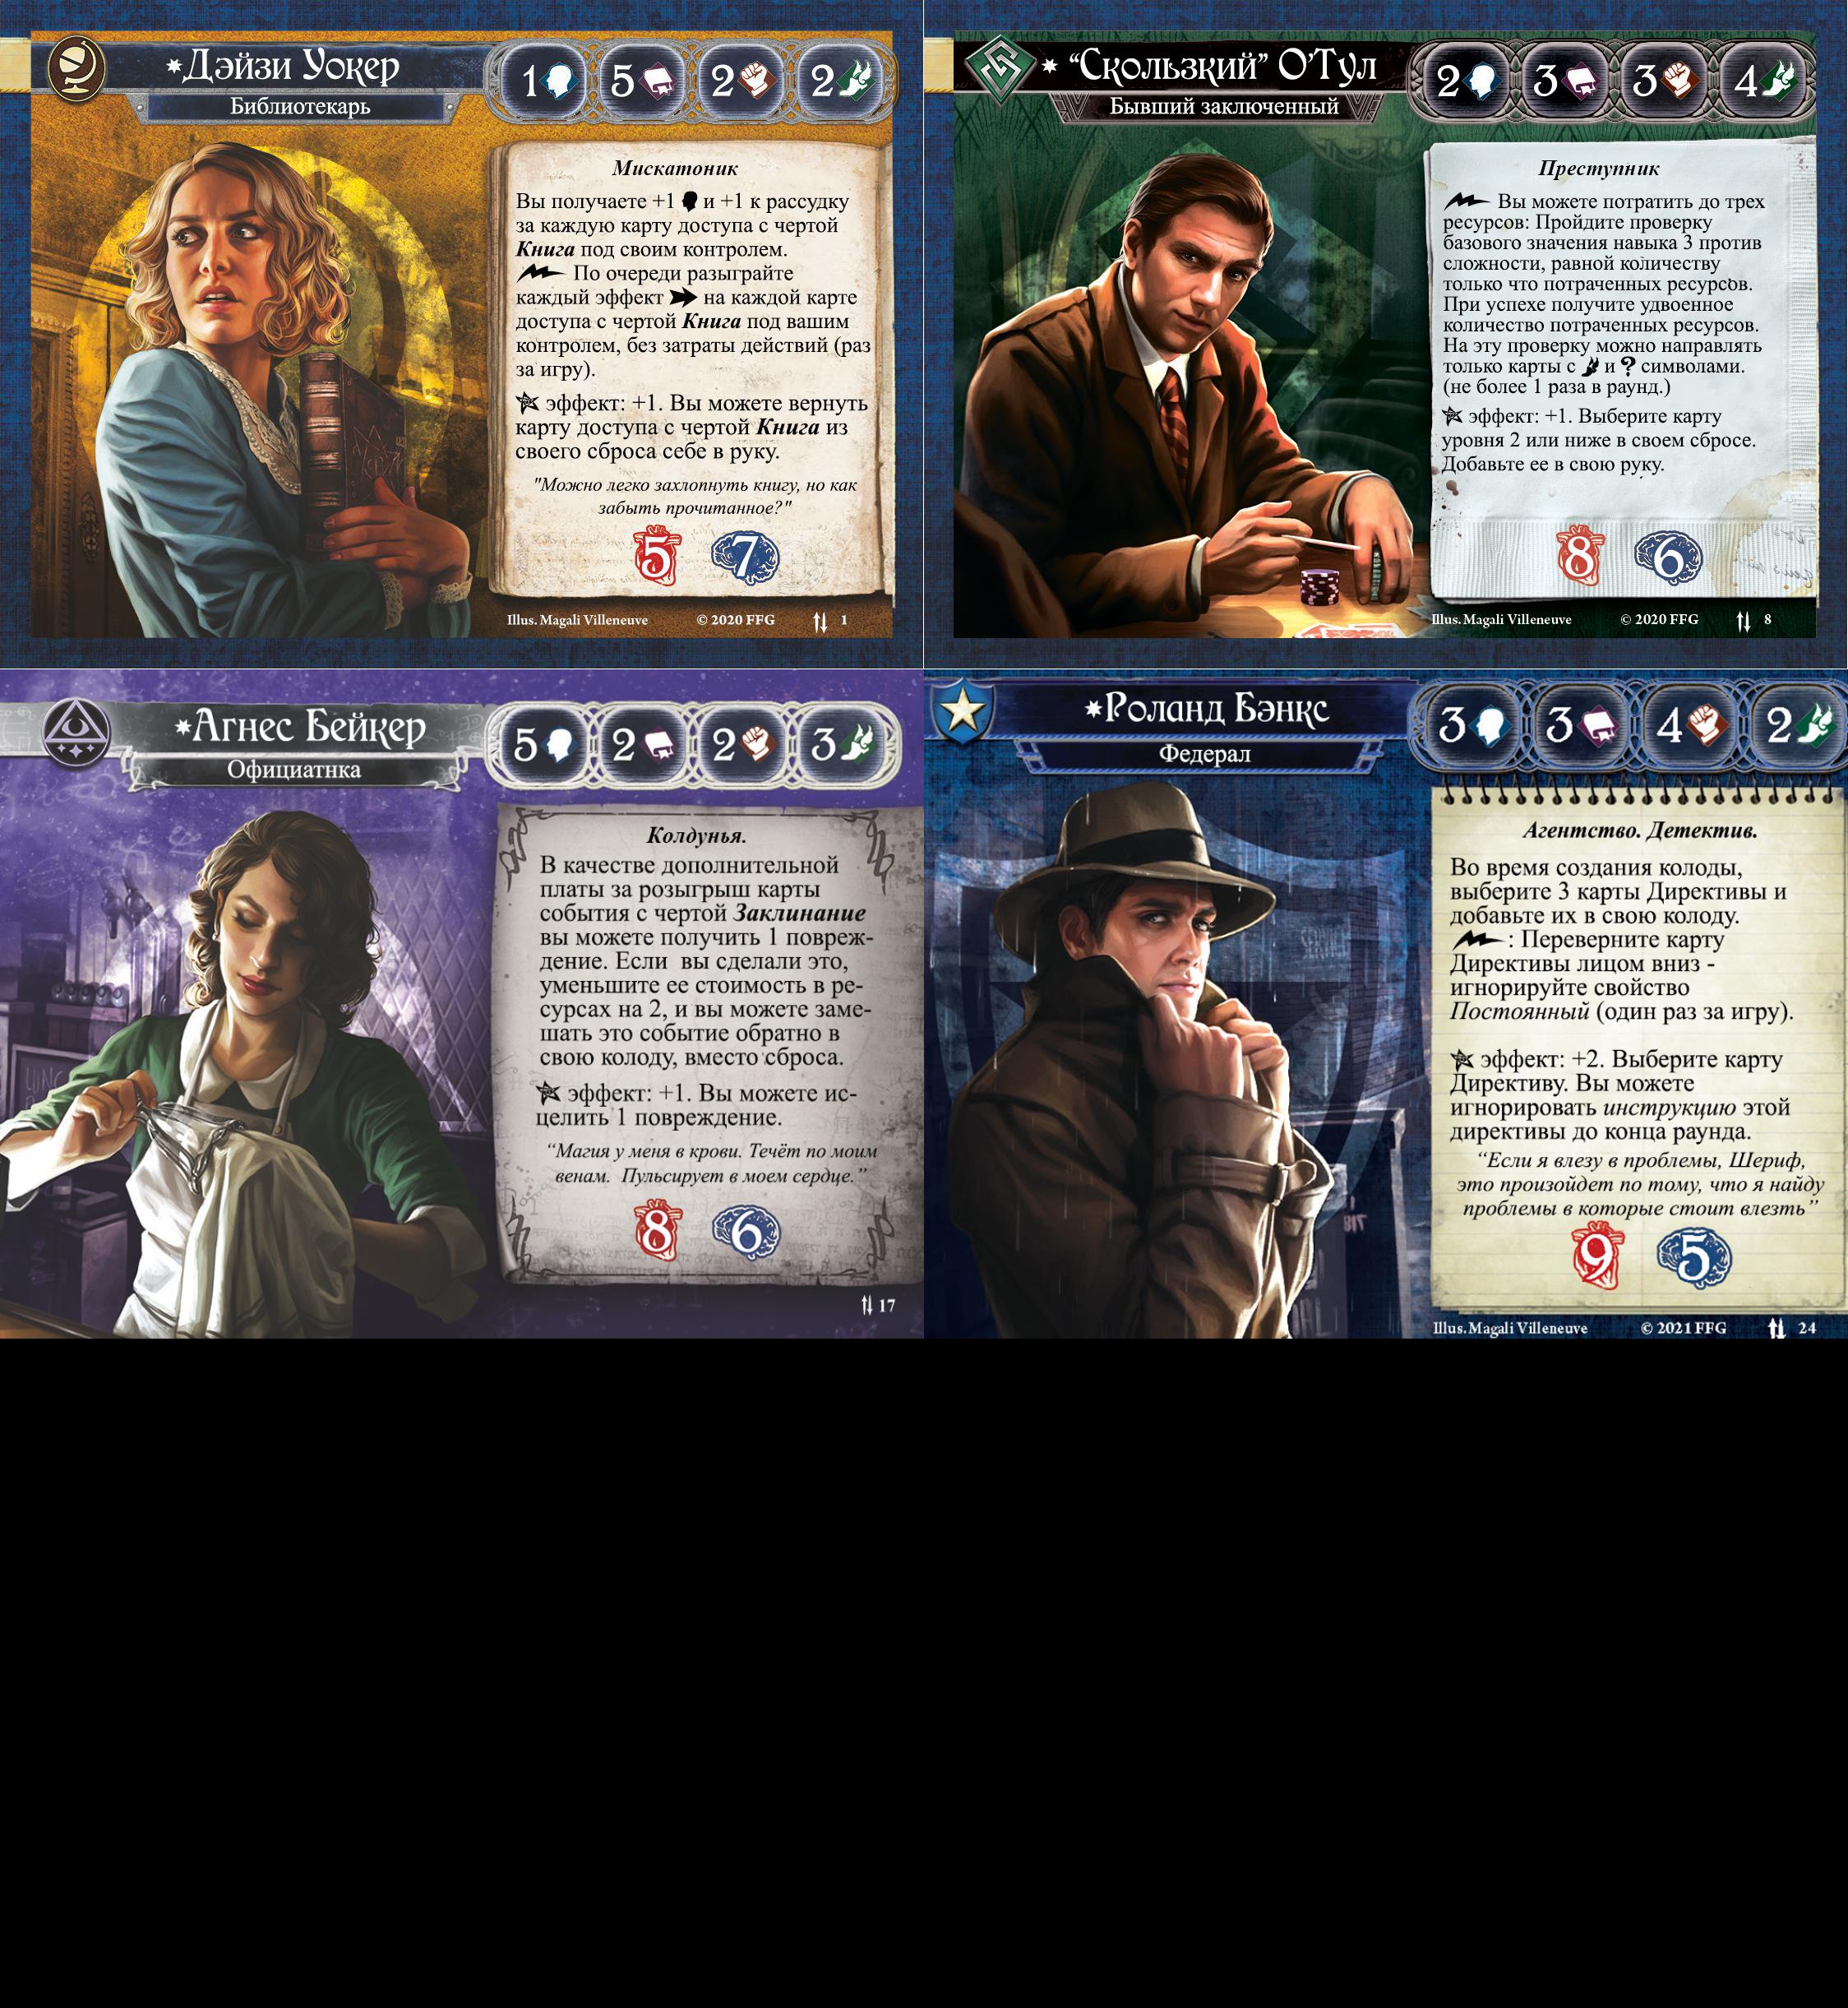 Дэйзи Уокер
1 5 2 2
Библиотекарь
Мискатоник
Вы получаете +1 и +1 к рассудку
за каждую карту доступа с чертой
Книга под своим контролем.
По очереди разыграйте
каждый эффект на каждой карте
доступа с чертой Книга под вашим
контролем, без затраты действий (раз
за игру).
эффект: +1. Вы можете вернуть
карту доступа с чертой Книга из
своего сброса себе в руку.
"Можно легко захлопнуть книгу, но как
забыть прочитанное?"
5 7
Illus. Magali Villeneuve © 2020 FFG 1
“Скользкий” О'Тул
2 3 3 4
Бывший заключенный
Преступник
Вы можете потратить до трех
ресурсов: Пройдите проверку
базового значения навыка 3 против
сложности, равной количеству
только что потраченных ресурсов.
При успехе получите удвоенное
количество потраченных ресурсов.
На эту проверку можно направлять
только карты с и ? символами.
(не более 1 раза в раунд.)
эффект: +1. Выберите карту
уровня 2 или ниже в своем сбросе.
Добавьте ее в свою руку.
8 6
Illus. Magali Villeneuve © 2020 FFG 8
Агнес Бейкер
5 2 2 3
Официатнка
Колдунья.
В качестве дополнительной
платы за розыгрыш карты
события с чертой Заклинание
вы можете получить 1 повреж-
дение. Если вы сделали это,
уменьшите ее стоимость в ре-
сурсах на 2, и вы можете заме-
шать это событие обратно в
свою колоду, вместо сброса.
эффект: +1. Вы можете ис-
целить 1 повреждение.
“Магия у меня в крови. Течёт по моим
венам. Пульсирует в моем сердце.”
8 6
17
Роланд Бэнкс
3 3 4 2
Федерал
Агентство. Детектив.
Во время создания колоды,
выберите 3 карты Директивы и
добавьте их в свою колоду.
: Переверните карту
Директивы лицом вниз -
игнорируйте свойство
Постоянный (один раз за игру).
эффект: +2. Выберите карту
Директиву. Вы можете
игнорировать инструкцию этой
директивы до конца раунда.
“Если я влезу в проблемы, Шериф,
это произойдет по тому, что я найду
проблемы в которые стоит влезть”
9 5
Illus. Magali Villeneuve © 2021 FFG 24